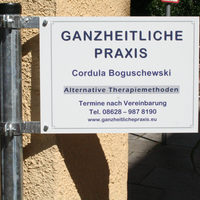 GANZHEITLICHE
PRAXIS
Cordula Boguschewski
Alternative Therapiemethoden
Termine nach Vereinbarung
Tel. 08628 – 987 8190
www.ganzheitlichepraxis.eu